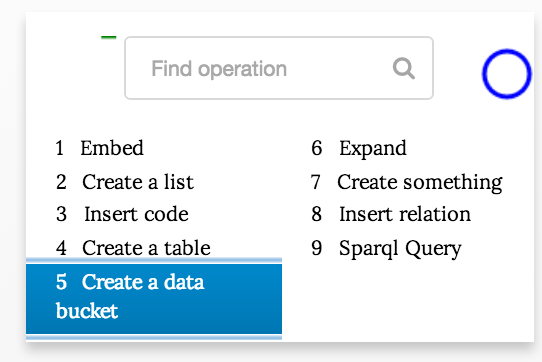 Find operation
1 Embed
2 Create a list
3 Insert code
4 Create a table
5 Create a data
bucket
6 Expand
7 Create something
8 Insert relation
9 Sparql Query